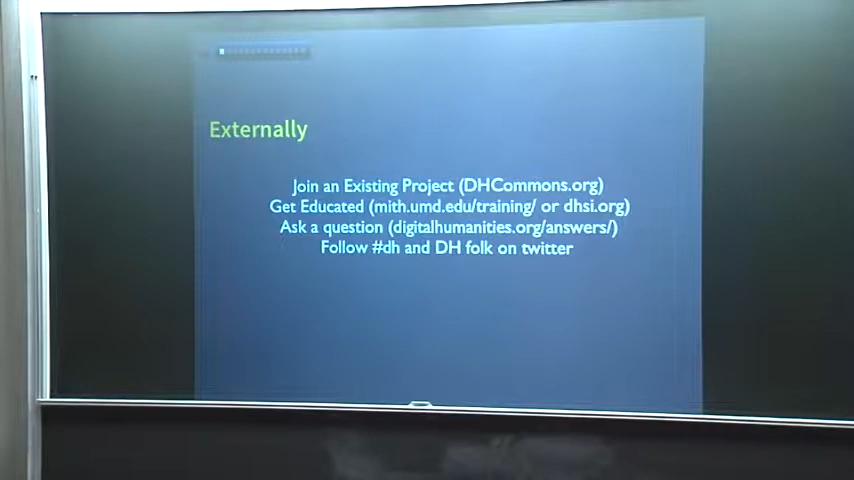 Externally
Join an Existing Project (DHCommons.org)
Get Educated (mith.umd.edu/training/ or dhsi.org)
Ask a question (digitalhumanities.org/answers/)
Follow #dh and DH folk on twitter